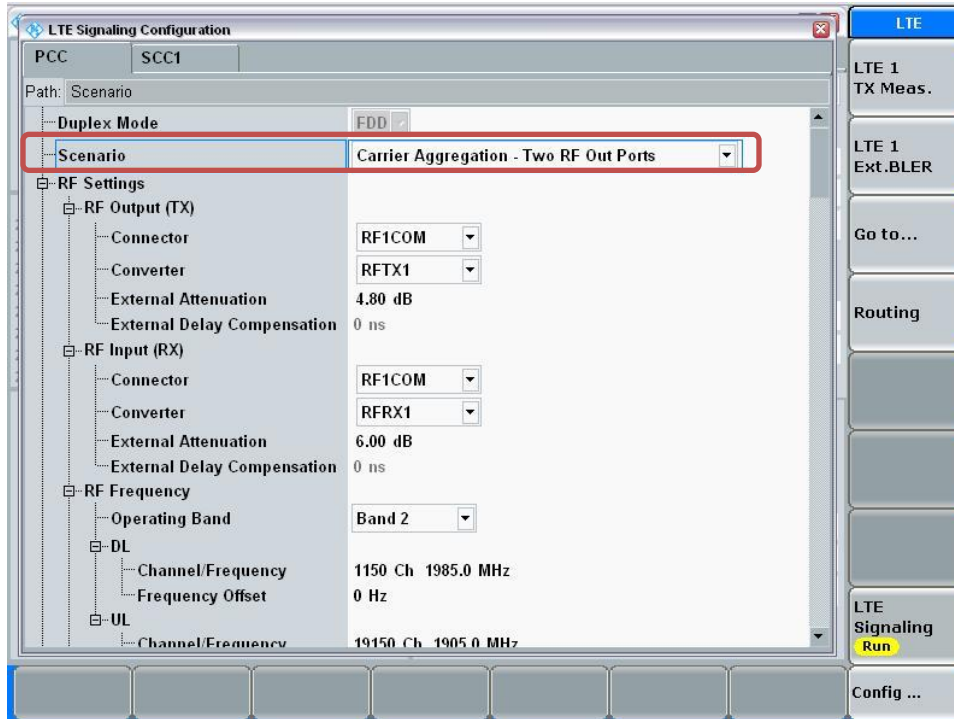 LTE Signaling Configuration
PCC SCC1
Path: Scenario
Duplex Mode FDD
Scenario Carrier Aggregation - Two RF Out Ports
RF Settings
RF Output (TX)
Connector RF1COM
Converter RFTX1
External Attenuation 4.80 dB
External Delay Compensation 0 ns
RF Input (RX)
Connector RF1COM
Converter RFRX1
External Attenuation 6.00 dB
External Delay Compensation 0 ns
RF Frequency
Operating Band Band 2
DL
Channel/Frequency 1150 Ch 1985.0 MHz
Frequency Offset 0 Hz
UL
Channel/Frequency 19150 Ch 1905.0 MHz
LTE
LTE 1
TX Meas.
LTE 1
Ext.BLER
Go to...
Routing
LTE
Signaling
Run
Config ...